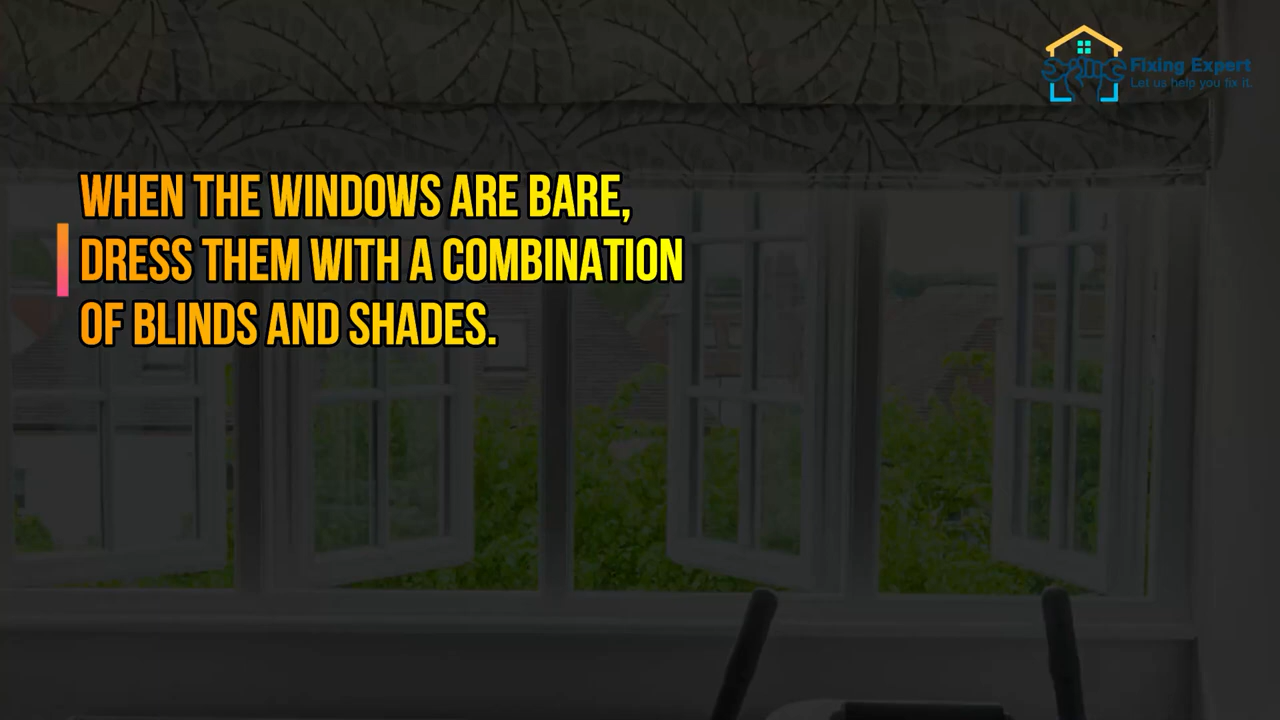 Fixing Expert
Let us help you fix it.
WHEN THE WINDOWS ARE BARE,
DRESS THEM WITH A COMBINATION
OF BLINDS AND SHADES.